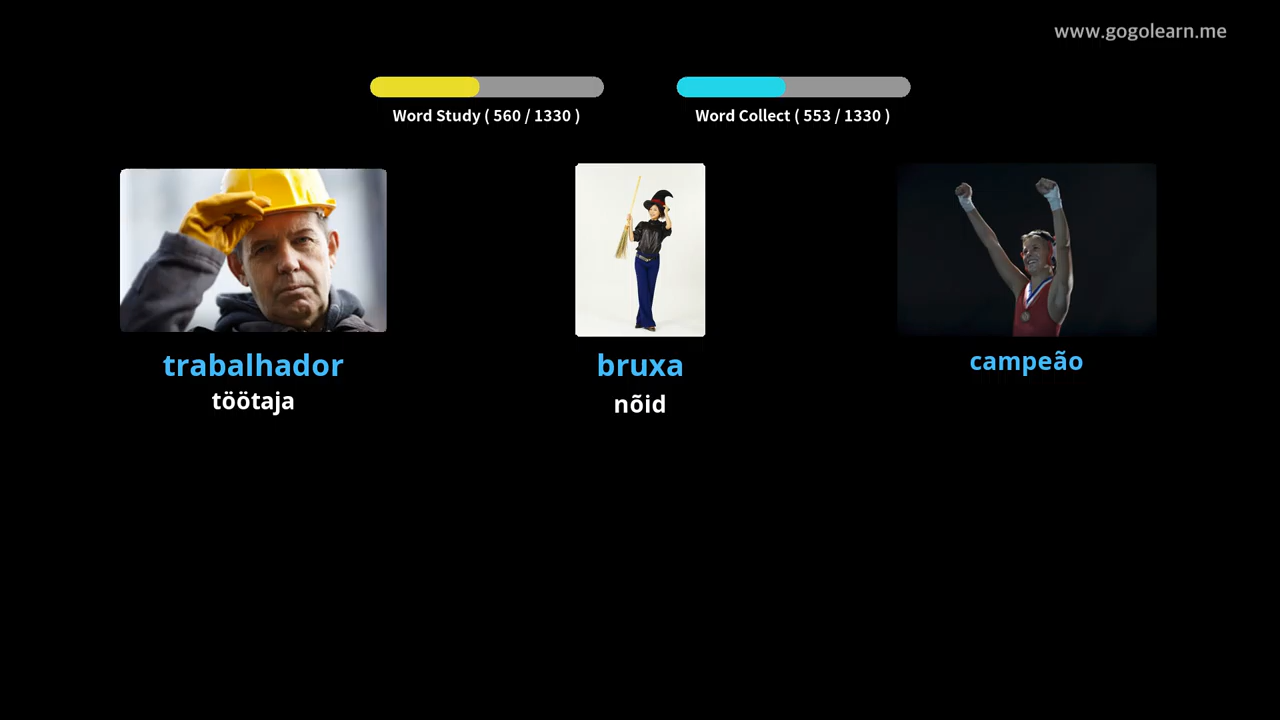 www.gogolearn.me
Word Study ( 560 / 1330 )
Word Collect ( 553 / 1330 )
trabalhador
töötaja
bruxa
nõid
campeão